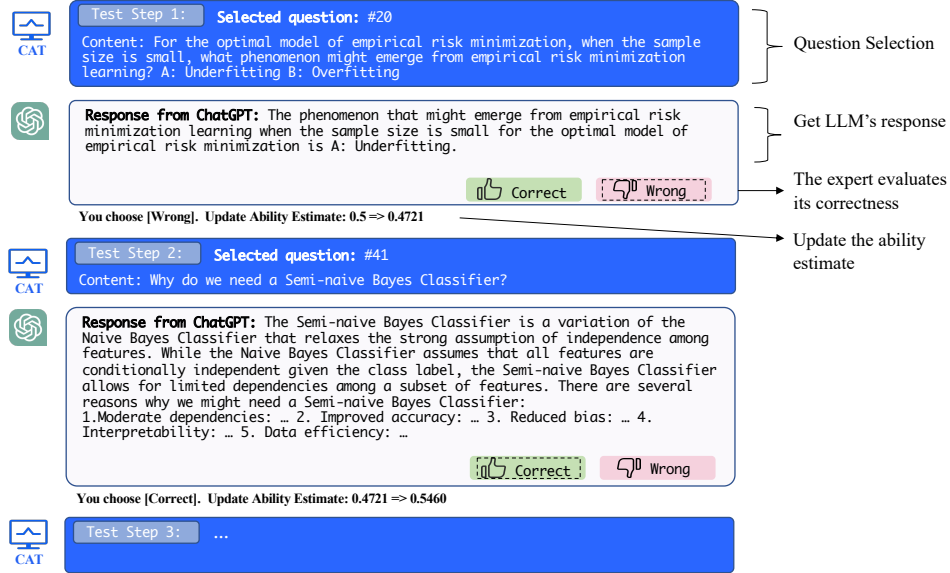 Test Step 1: Selected question: #20
CAT
Content: For the optimal model of empirical risk minimization, when the sample
size is small, what phenomenon might emerge from empirical risk minimization
learning? A: Underfitting B: Overfitting
Question Selection
Response from ChatGPT: The phenomenon that might emerge from empirical risk
minimization learning when the sample size is small for the optimal model of
empirical risk minimization is A: Underfitting.
Get LLM's response
Correct Wrong
The expert evaluates
its correctness
You choose [Wrong]. Update Ability Estimate: 0.5 => 0.4721
Update the ability
estimate
Test Step 2: Selected question: #41
CAT
Content: Why do we need a Semi-naive Bayes Classifier?
Response from ChatGPT: The Semi-naive Bayes Classifier is a variation of the
Naive Bayes Classifier that relaxes the strong assumption of independence among
features. While the Naive Bayes Classifier assumes that all features are
conditionally independent given the class label, the Semi-naive Bayes Classifier
allows for limited dependencies among a subset of features. There are several
reasons why we might need a Semi-naive Bayes Classifier:
1.Moderate dependencies: … 2. Improved accuracy: … 3. Reduced bias: … 4.
Interpretability: … 5. Data efficiency: …
Correct Wrong
You choose [Correct]. Update Ability Estimate: 0.4721 => 0.5460
Test Step 3: …
CAT